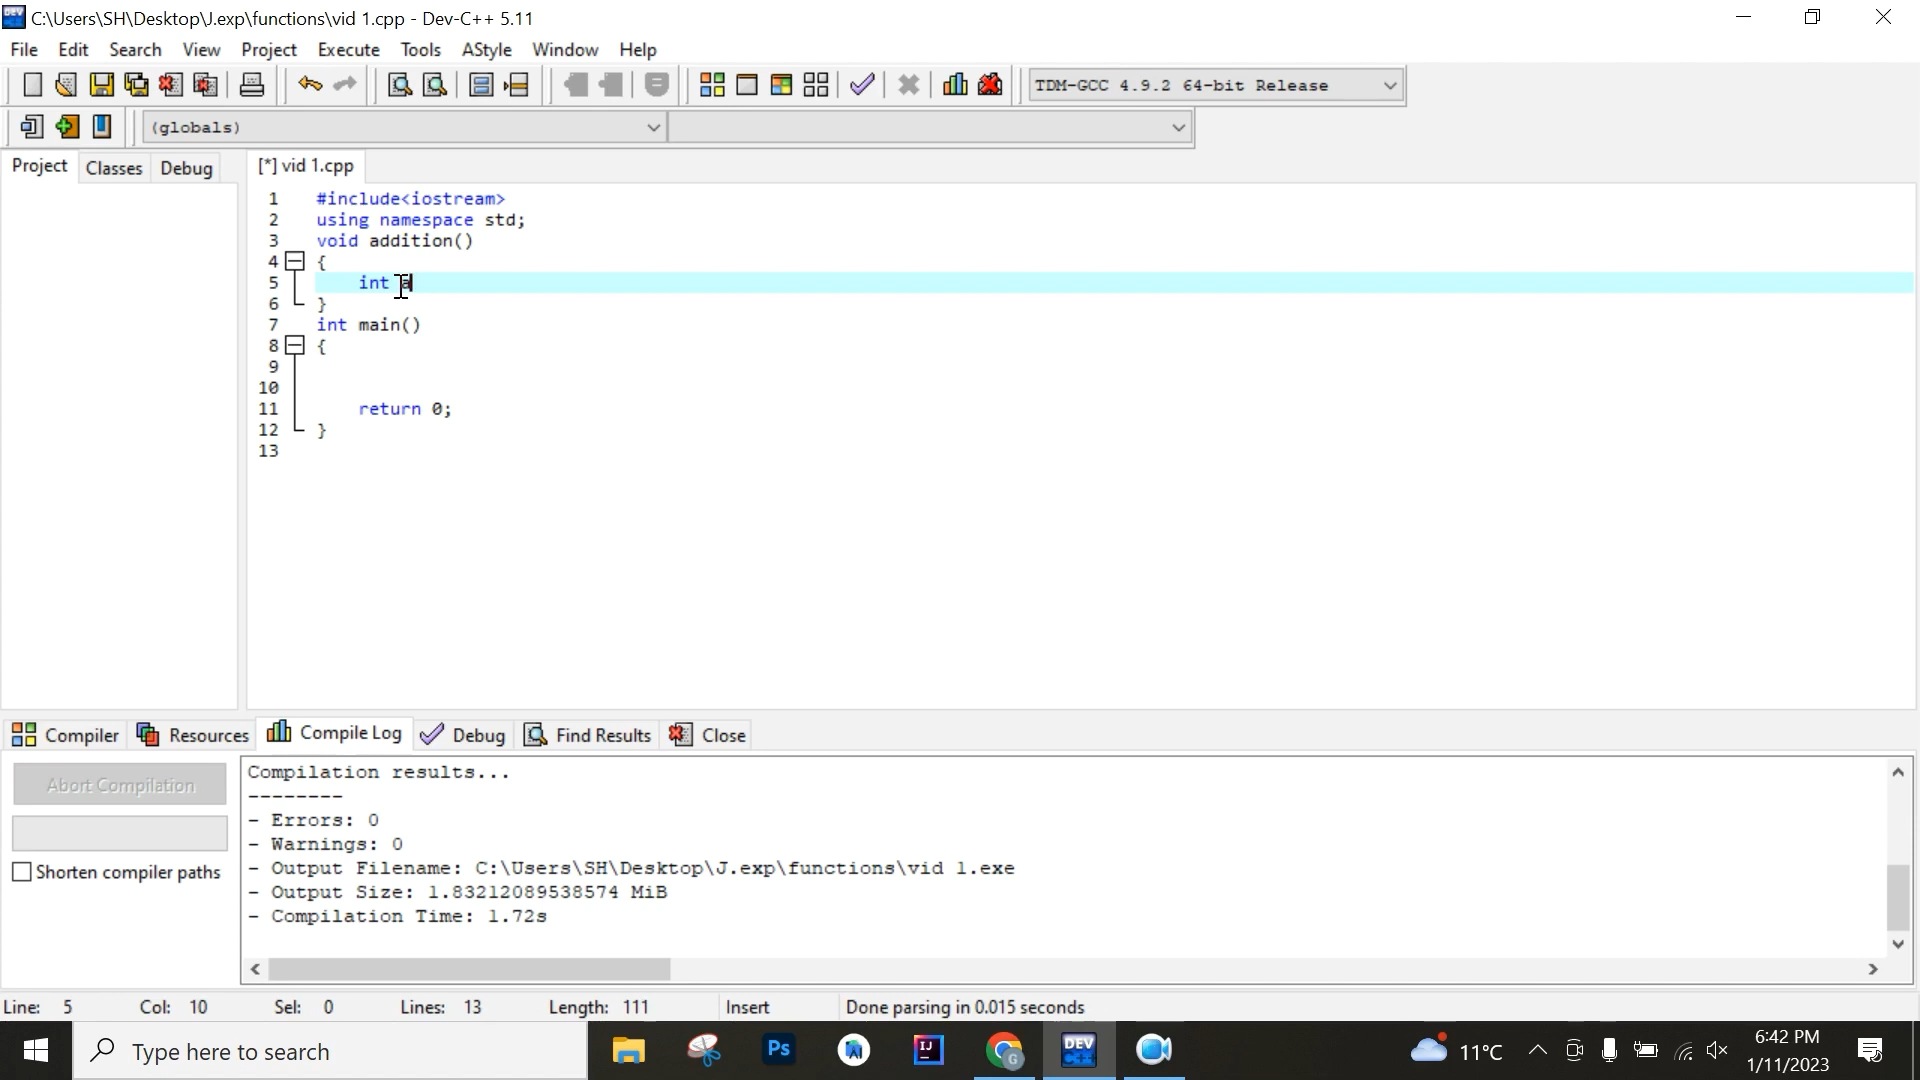 C:\Users\SH\Desktop\J.exp\functions\vid 1.cpp - Dev-C++ 5.11
File Edit Search View Project Execute Tools AStyle Window Help
TDM-GCC 4.9.2 64-bit Release
(globals)
Project Classes Debug [*] vid 1.cpp
1 #include<iostream>
2 using namespace std;
3 void addition()
4 {
5 int a
6 }
7 int main()
8 {
9
10
11 return 0;
12 }
13
Compiler Resources Compile Log Debug Find Results Close
Abort Compilation
Shorten compiler paths
Compilation results...
--------
- Errors: 0
- Warnings: 0
- Output Filename: C:\Users\SH\Desktop\J.exp\functions\vid 1.exe
- Output Size: 1.83212089538574 MiB
- Compilation Time: 1.72s
Line: 5 Col: 10 Sel: 0 Lines: 13 Length: 111 Insert Done parsing in 0.015 seconds
Type here to search
Ps
IJ
G
DEV C++
11°C
6:42 PM
1/11/2023